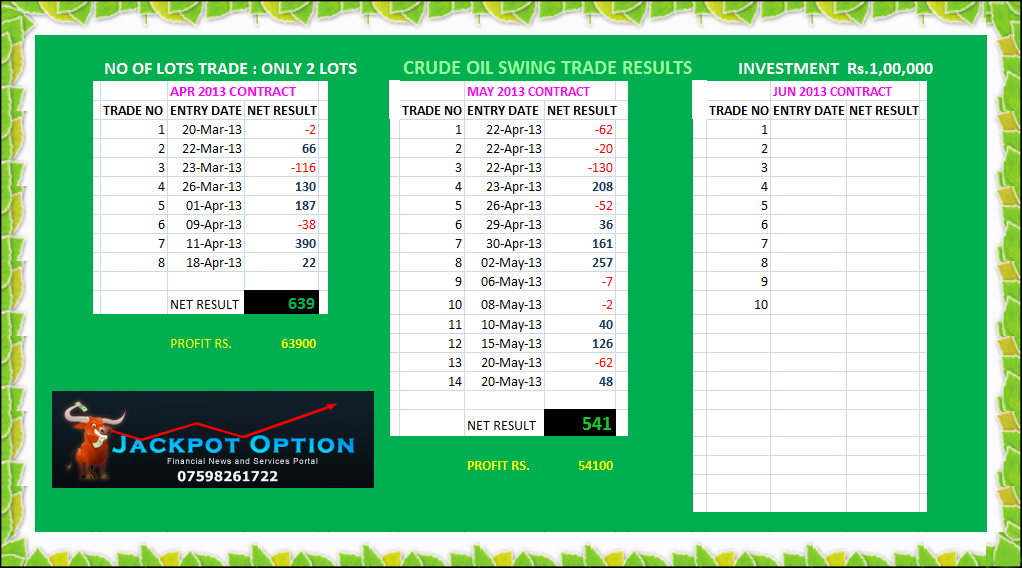 NO OF LOTS TRADE : ONLY 2 LOTS
CRUDE OIL SWING TRADE RESULTS
INVESTMENT Rs.1,00,000
APR 2013 CONTRACT
TRADE NO ENTRY DATE NET RESULT
1 20-Mar-13 -2
2 22-Mar-13 66
3 23-Mar-13 -116
4 26-Mar-13 130
5 01-Apr-13 187
6 09-Apr-13 -38
7 11-Apr-13 390
8 18-Apr-13 22
NET RESULT 639
PROFIT RS. 63900
MAY 2013 CONTRACT
TRADE NO ENTRY DATE NET RESULT
1 22-Apr-13 -62
2 22-Apr-13 -20
3 22-Apr-13 -130
4 23-Apr-13 208
5 26-Apr-13 -52
6 29-Apr-13 36
7 30-Apr-13 161
8 02-May-13 257
9 06-May-13 -7
10 08-May-13 -2
11 10-May-13 40
12 15-May-13 126
13 20-May-13 -62
14 20-May-13 48
NET RESULT 541
PROFIT RS. 54100
JUN 2013 CONTRACT
TRADE NO ENTRY DATE NET RESULT
1
2
3
4
5
6
7
8
9
10
JACKPOT OPTION
Financial News and Services Portal
07598261722